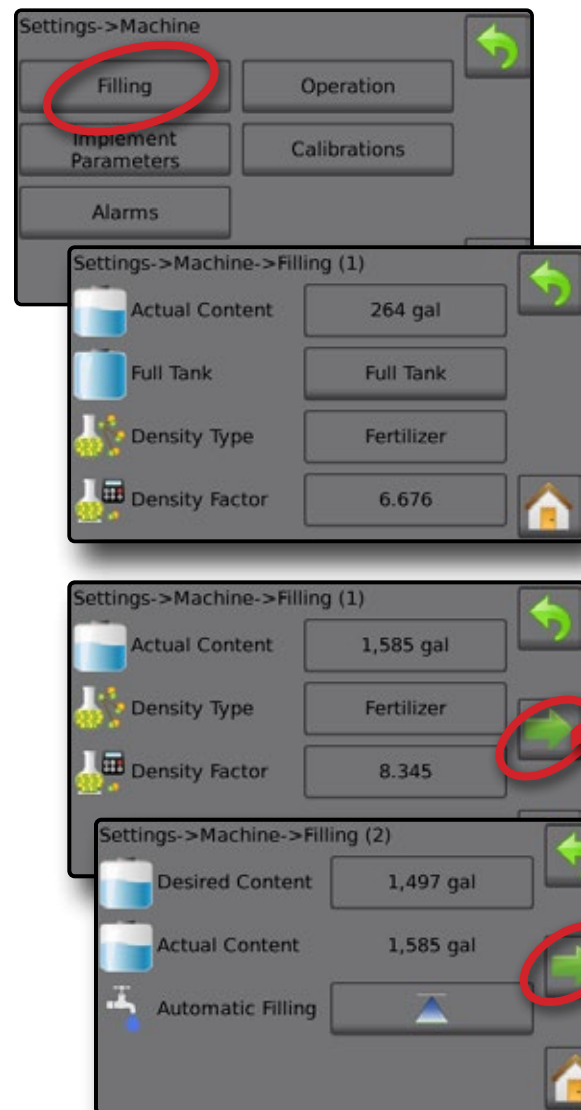 Settings->Machine
Filling
Operation
Implement
Parameters
Calibrations
Alarms
Settings->Machine->Filling (1)
Actual Content
264 gal
Full Tank
Full Tank
Density Type
Fertilizer
Density Factor
6.676
Settings->Machine->Filling (1)
Actual Content
1,585 gal
Density Type
Fertilizer
Density Factor
8.345
Settings->Machine->Filling (2)
Desired Content
1,497 gal
Actual Content
1,585 gal
Automatic Filling